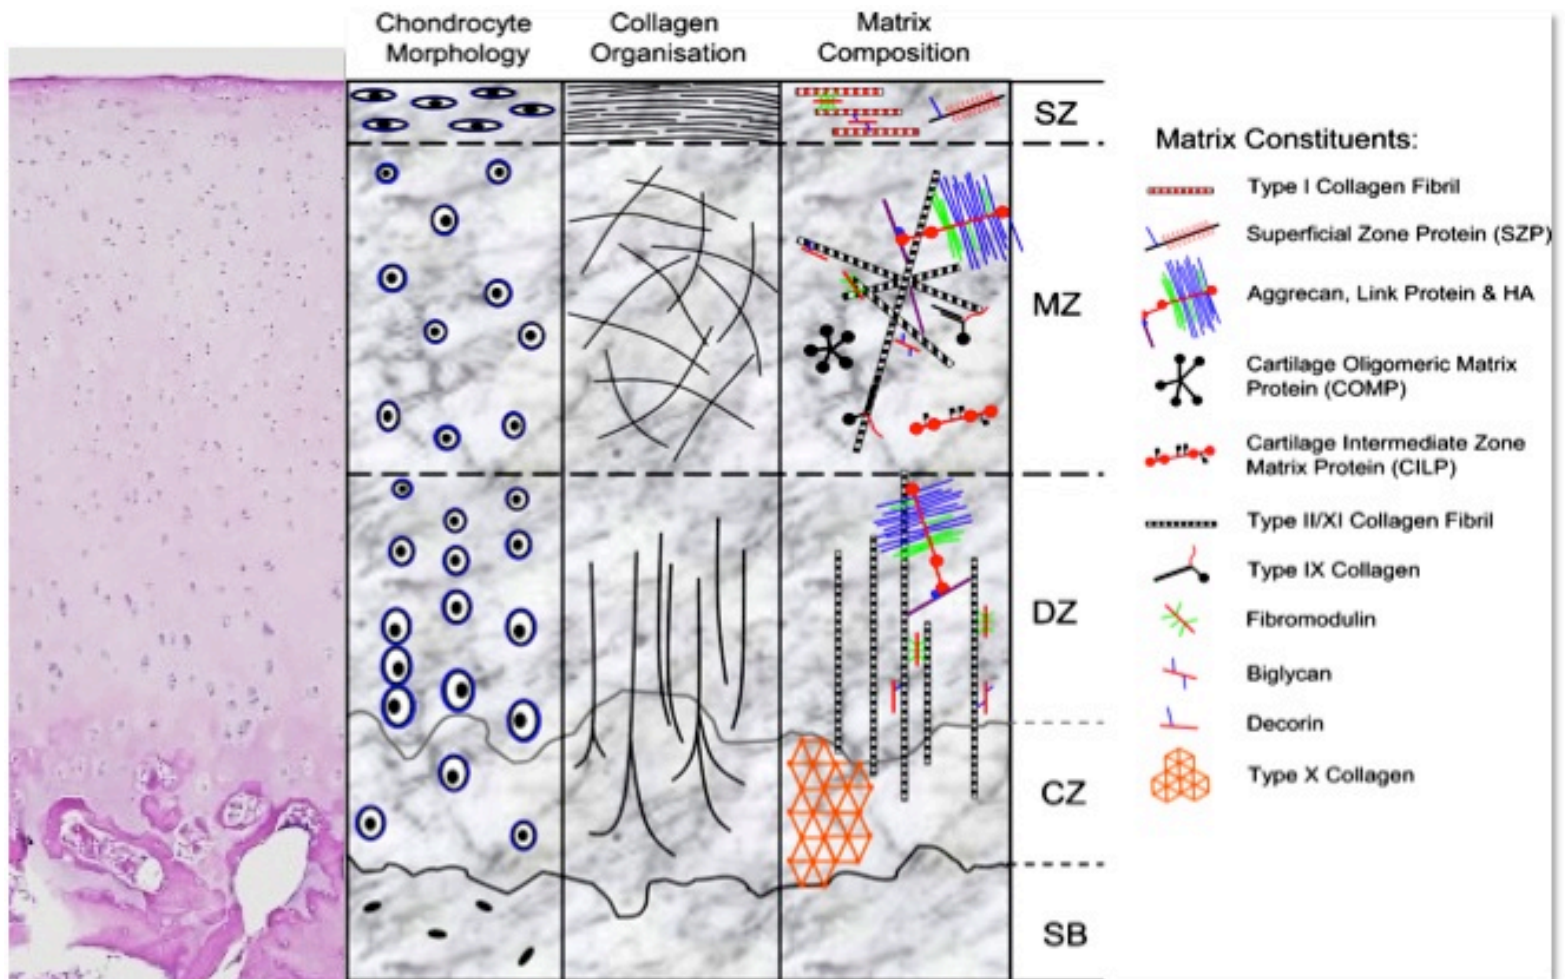 Chondrocyte
Morphology
Collagen
Organisation
Matrix
Composition
SZ
MZ
DZ
CZ
SB
Matrix Constituents:
Type I Collagen Fibril
Superficial Zone Protein (SZP)
Aggrecan, Link Protein & HA
Cartilage Oligomeric Matrix
Protein (COMP)
Cartilage Intermediate Zone
Matrix Protein (CILP)
Type II/XI Collagen Fibril
Type IX Collagen
Fibromodulin
Biglycan
Decorin
Type X Collagen